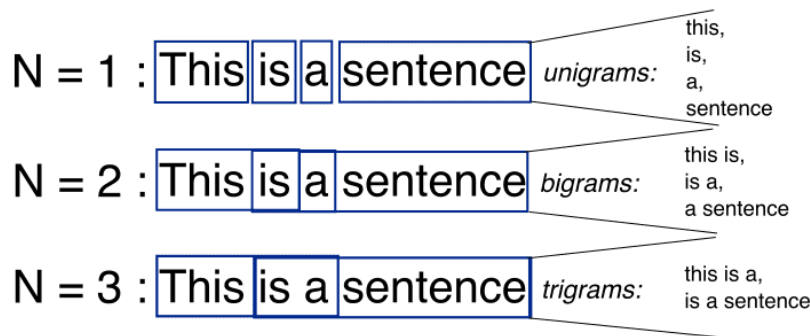 N = 1 : This is a sentence unigrams:
this,
is,
a,
sentence
N = 2 : This is a sentence bigrams:
this is,
is a,
a sentence
N = 3 : This is a sentence trigrams:
this is a,
is a sentence